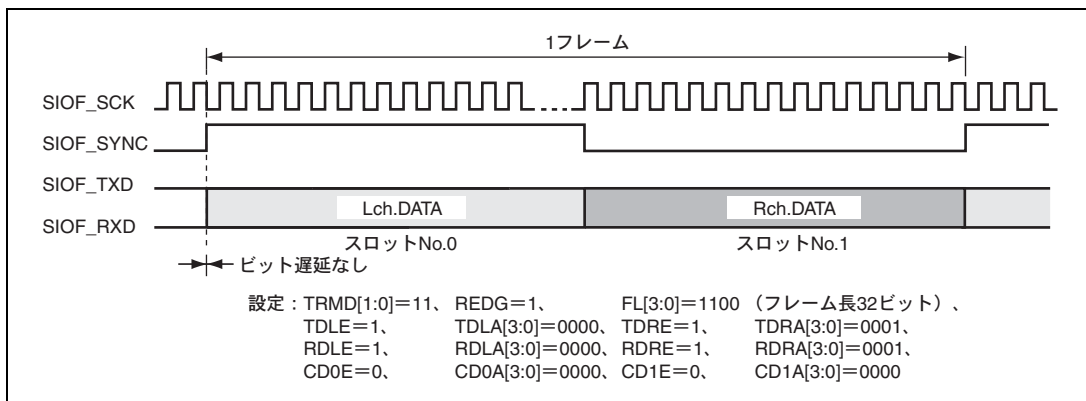 1フレーム
SIOF_SCK
SIOF_SYNC
SIOF_TXD
Lch.DATA Rch.DATA
SIOF_RXD
スロットNo.0 スロットNo.1
ビット遅延なし
設定：TRMD[1:0]＝11、 REDG＝1、 FL[3:0]＝1100 （フレーム長32ビット）、
TDLE＝1、 TDLA[3:0]＝0000、 TDRE＝1、 TDRA[3:0]＝0001、
RDLE＝1、 RDLA[3:0]＝0000、 RDRE＝1、 RDRA[3:0]＝0001、
CD0E＝0、 CD0A[3:0]＝0000、 CD1E＝0、 CD1A[3:0]＝0000